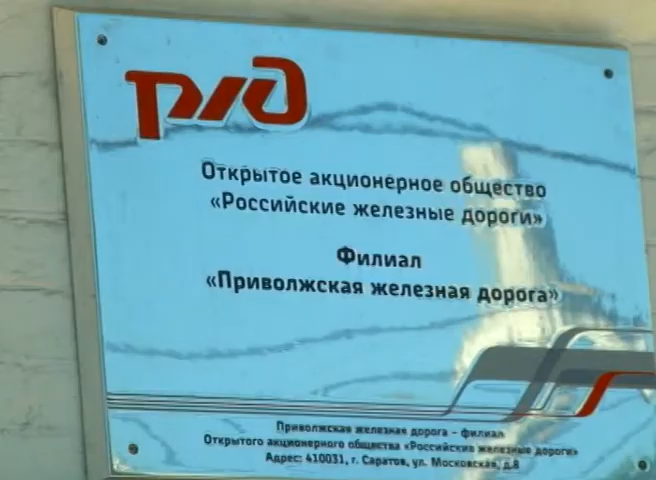 ржд
Открытое акционерное общество
«Российские железные дороги»
Филиал
«Приволжская железная дорога»
Приволжская железная дорога - филиал
Открытого акционерного общества «Российские железные дороги»
Адрес: 410031, г. Саратов, ул. Московская, д.8